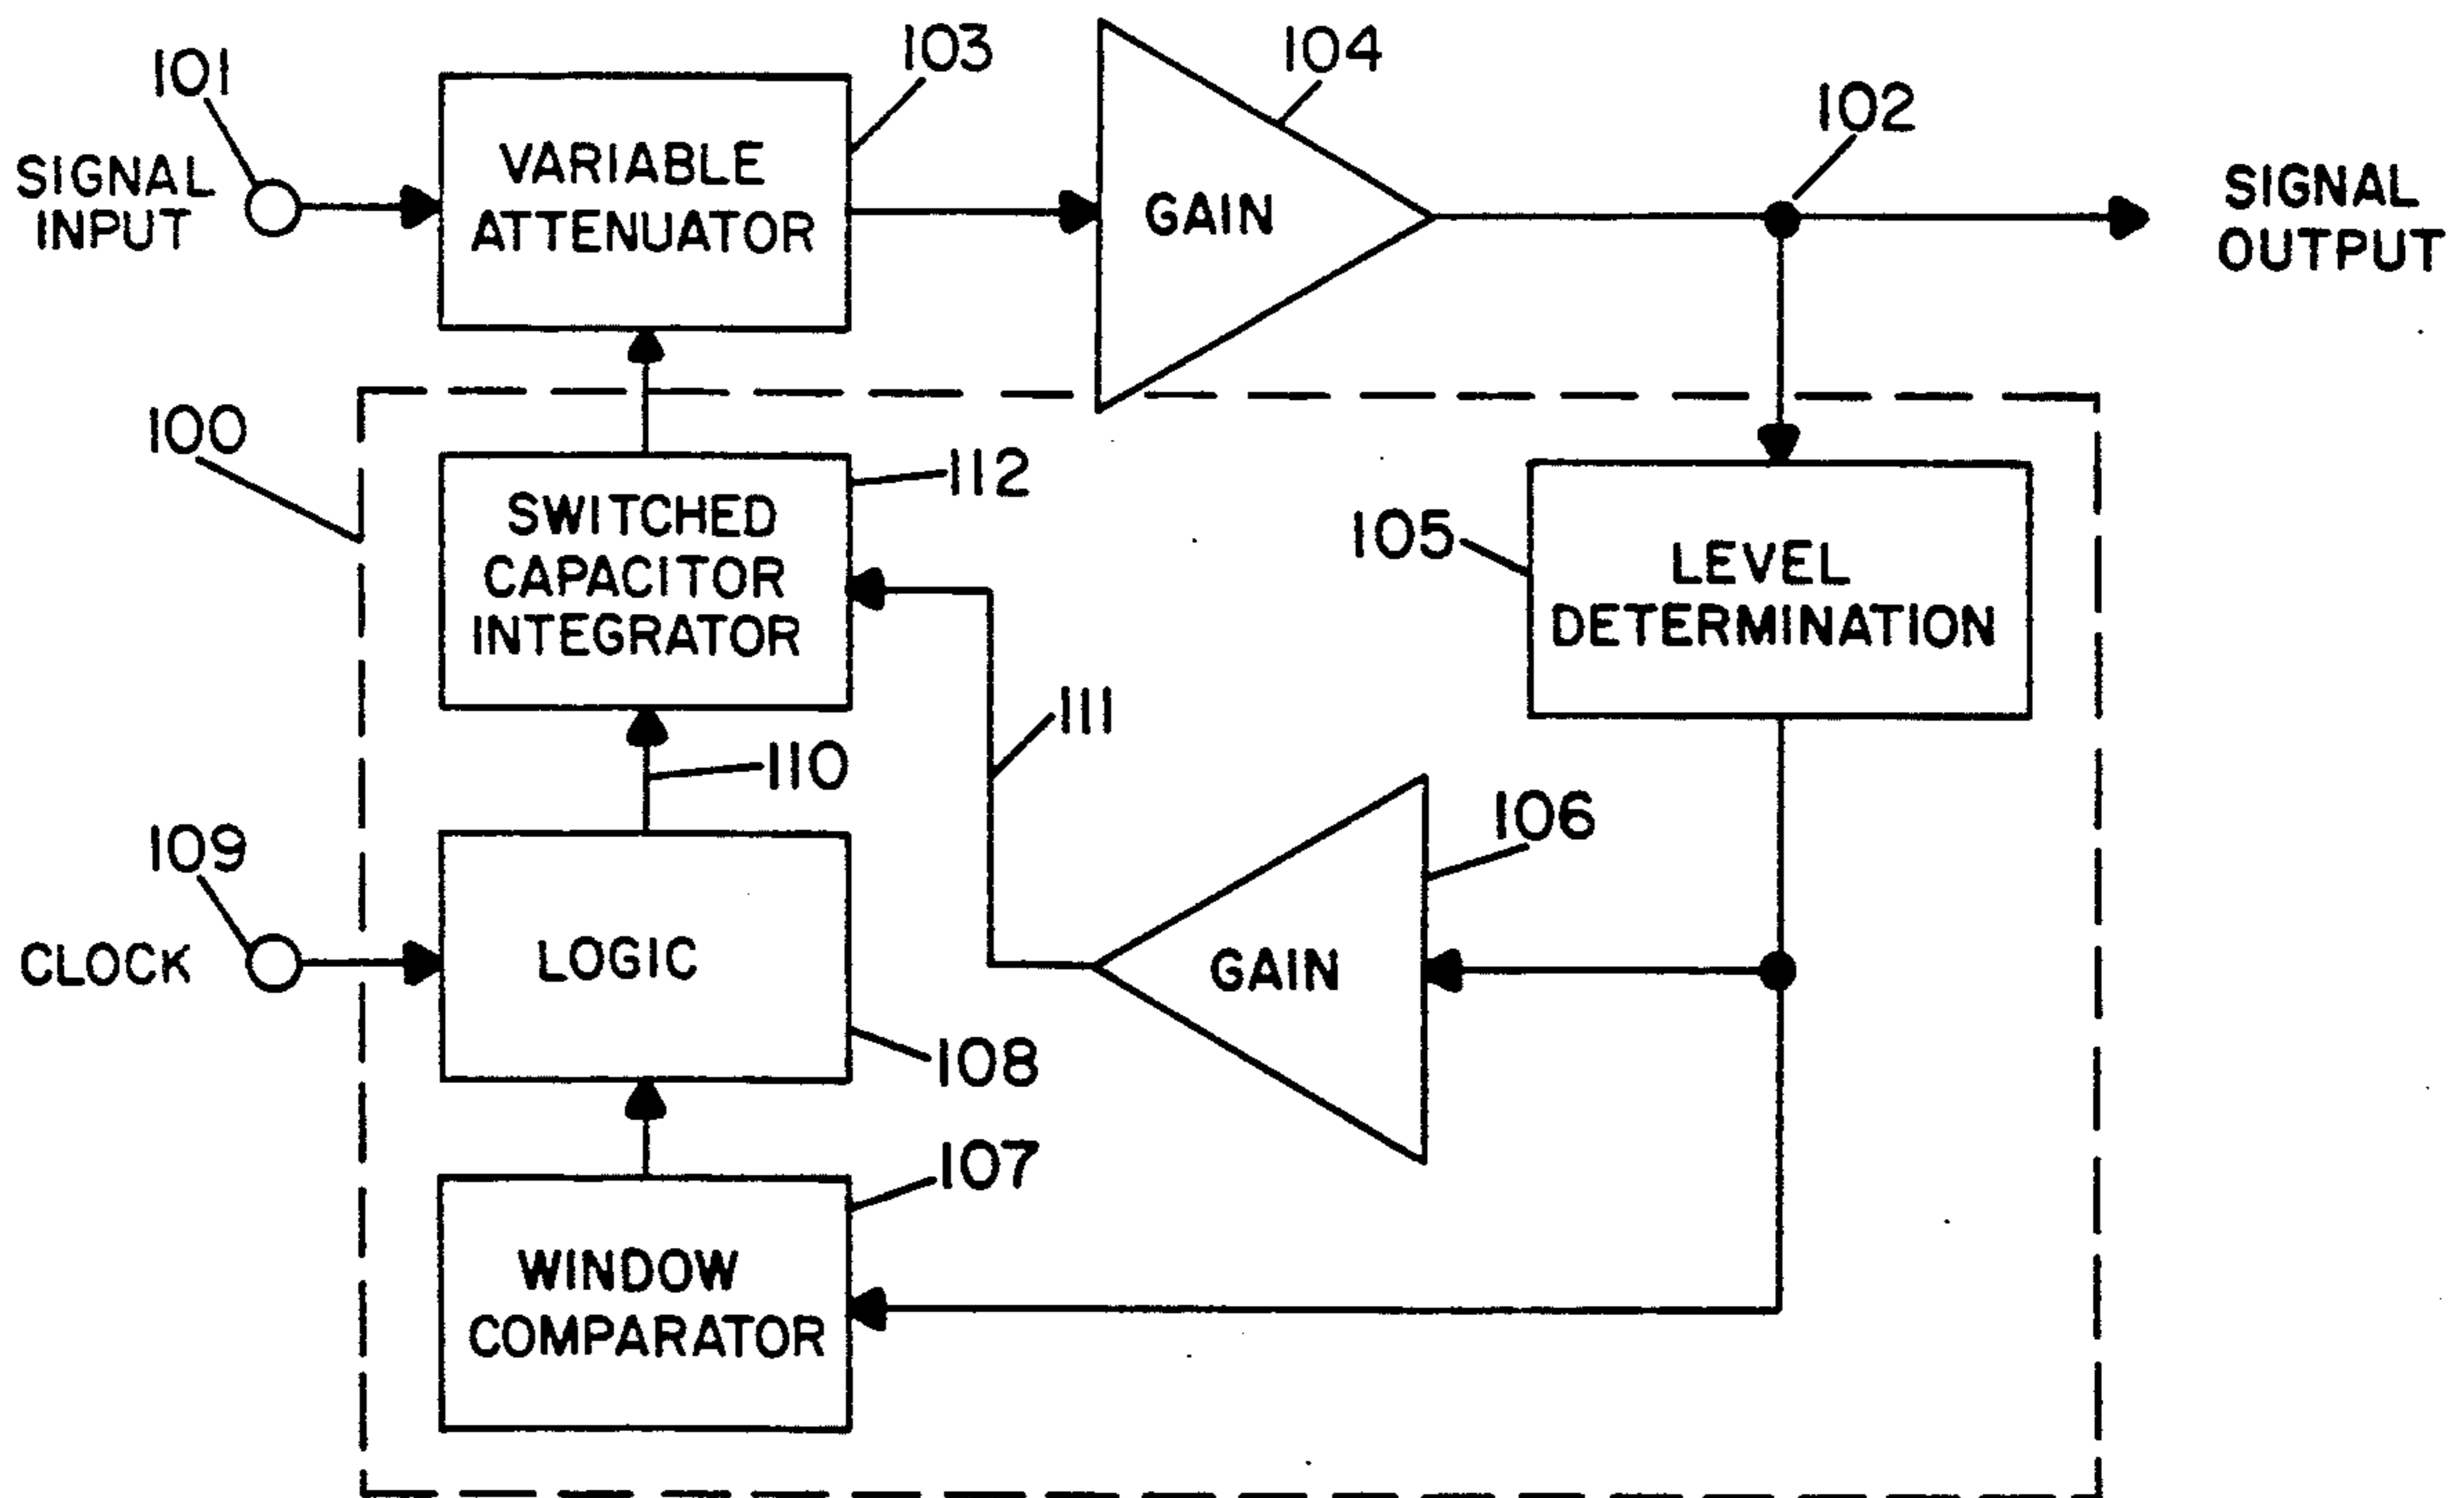 101
103
104
102
SIGNAL
INPUT
VARIABLE
ATTENUATOR
GAIN
SIGNAL
OUTPUT
100
112
SWITCHED
CAPACITOR
INTEGRATOR
105
LEVEL
DETERMINATION
111
110
109
106
CLOCK
LOGIC
GAIN
108
107
WINDOW
COMPARATOR